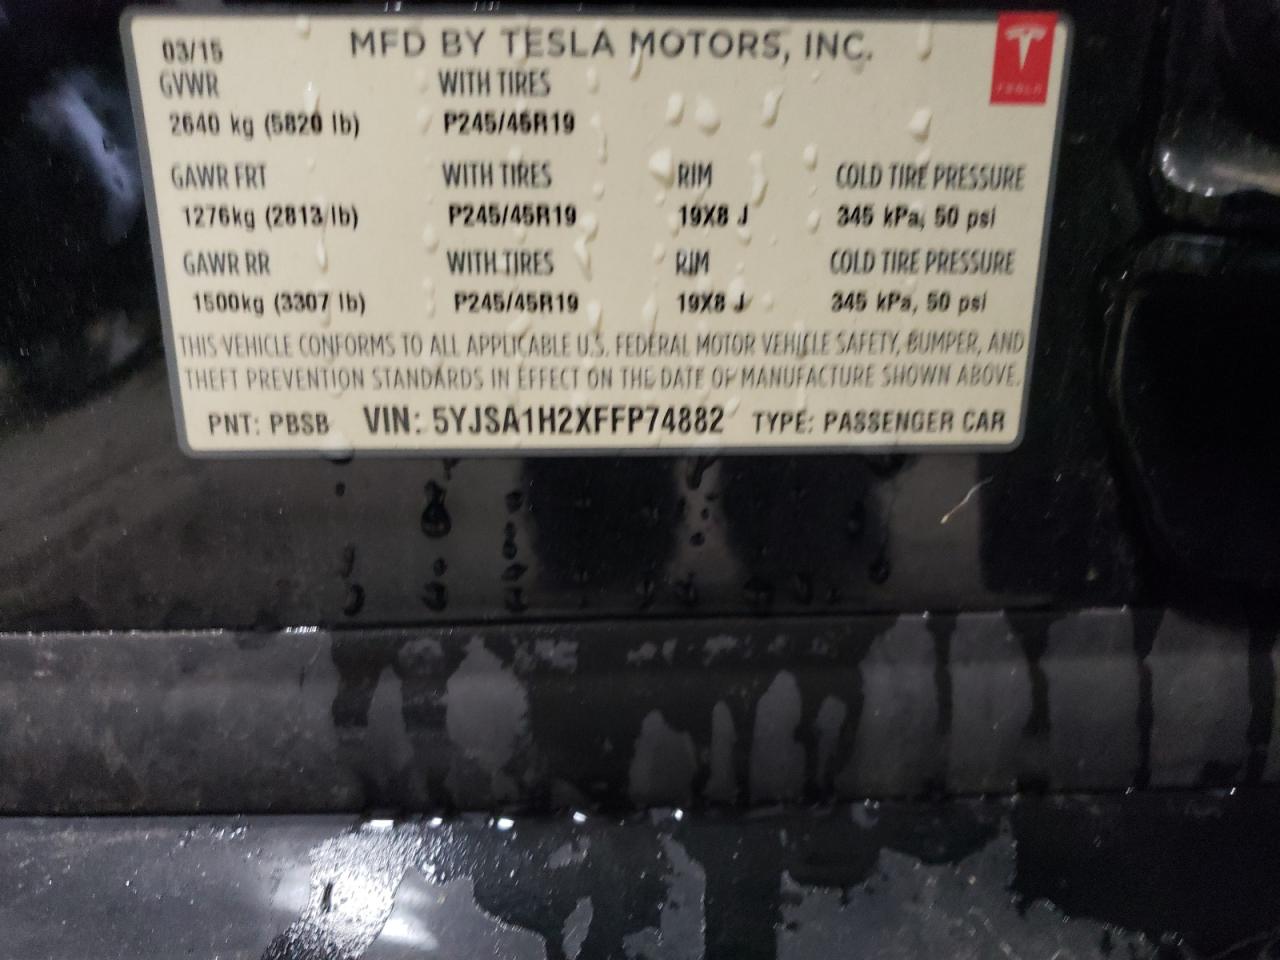 03/15 MFD BY TESLA MOTORS, INC.
TESLA
GVWR WITH TIRES
2640 kg (5820 lb) P245/45R19
GAWR FRT WITH TIRES RIM COLD TIRE PRESSURE
1276kg (2813 lb) P245/45R19 19X8 J 345 kPa, 50 psi
GAWR RR WITH TIRES RIM COLD TIRE PRESSURE
1500kg (3307 lb) P245/45R19 19X8 J 345 kPa, 50 psi
THIS VEHICLE CONFORMS TO ALL APPLICABLE U.S. FEDERAL MOTOR VEHICLE SAFETY, BUMPER, AND
THEFT PREVENTION STANDARDS IN EFFECT ON THE DATE OF MANUFACTURE SHOWN ABOVE.
PNT: PBSB VIN: 5YJSA1H2XFFP74882 TYPE: PASSENGER CAR